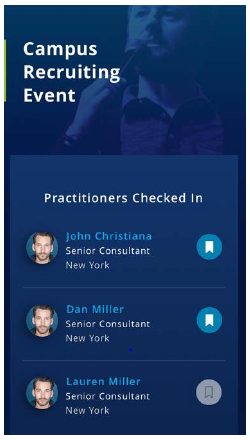 Campus
Recruiting
Event
Practitioners Checked In
John Christiana
Senior Consultant
New York
Dan Miller
Senior Consultant
New York
Lauren Miller
Senior Consultant
New York